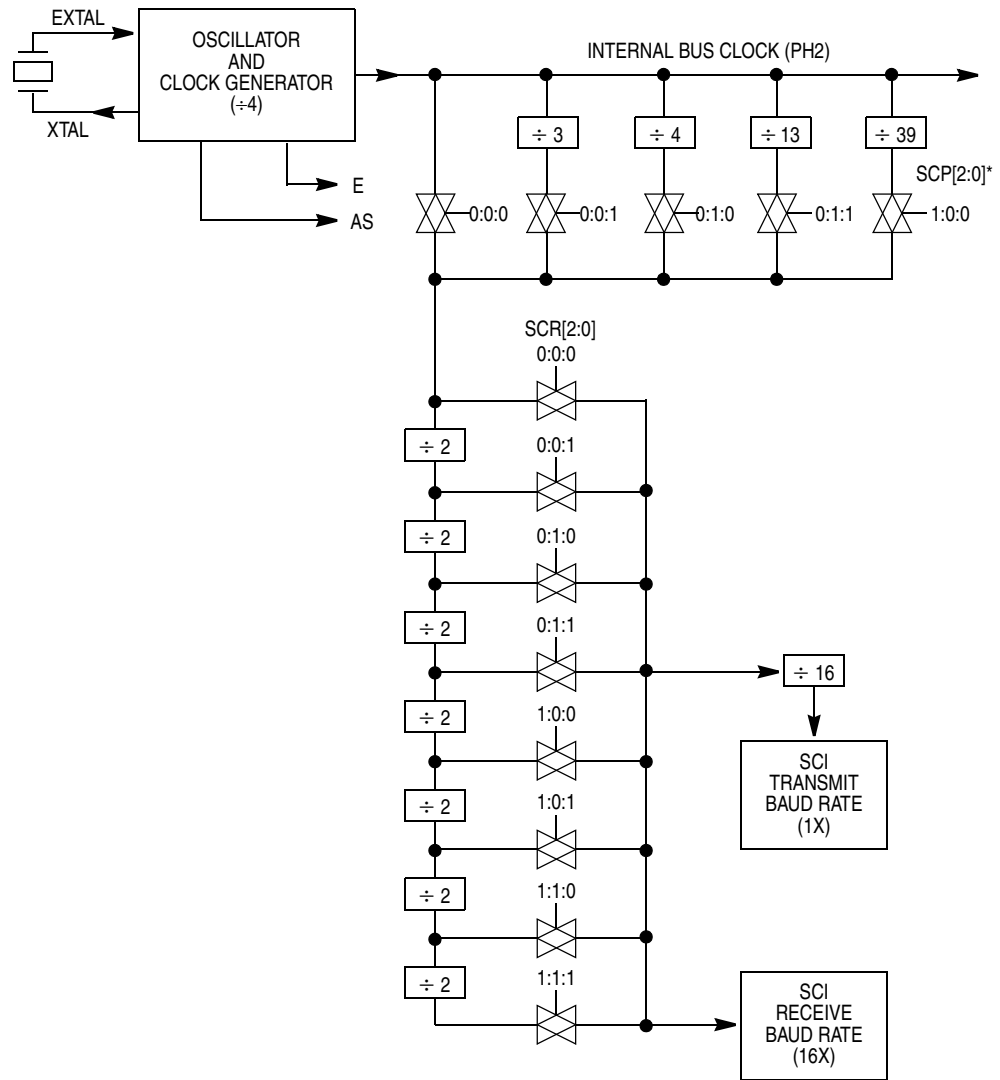 EXTAL
OSCILLATOR
AND
CLOCK GENERATOR
(÷4)
XTAL
INTERNAL BUS CLOCK (PH2)
÷ 3
÷ 4
÷ 13
÷ 39
SCP[2:0]*
E
AS
0:0:0
0:0:1
0:1:0
0:1:1
1:0:0
SCR[2:0]
0:0:0
÷ 2
0:0:1
÷ 2
0:1:0
÷ 2
0:1:1
÷ 16
÷ 2
1:0:0
SCI
TRANSMIT
BAUD RATE
(1X)
÷ 2
1:0:1
÷ 2
1:1:0
÷ 2
1:1:1
SCI
RECEIVE
BAUD RATE
(16X)